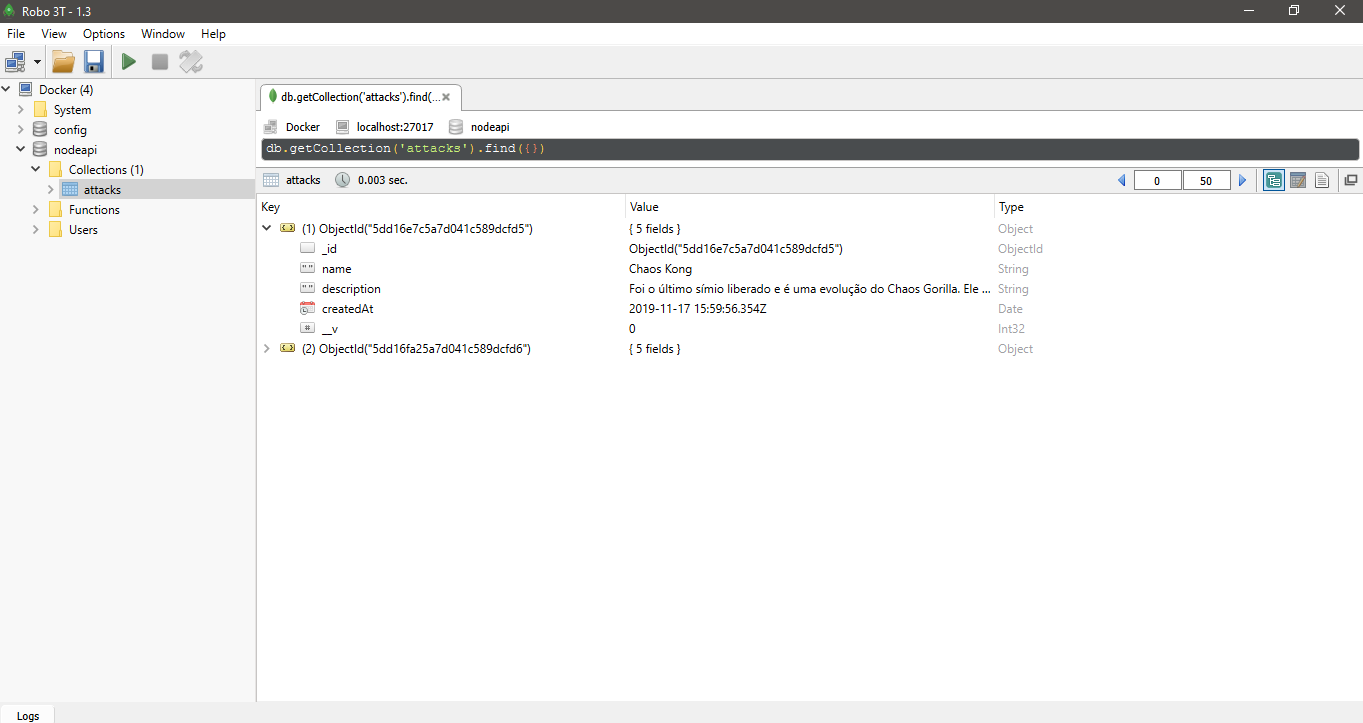 Robo 3T - 1.3
File View Options Window Help
Docker (4)
System
config
nodeapi
Collections (1)
attacks
Functions
Users
db.getCollection('attacks').find(...
Docker localhost:27017 nodeapi
db.getCollection('attacks').find({})
attacks 0.003 sec. 0 50
Key Value Type
(1) ObjectId("5dd16e7c5a7d041c589dcfd5") { 5 fields } Object
_id ObjectId("5dd16e7c5a7d041c589dcfd5") ObjectId
name Chaos Kong String
description Foi o último símio liberado e é uma evolução do Chaos Gorilla. Ele ... String
createdAt 2019-11-17 15:59:56.354Z Date
__v 0 Int32
(2) ObjectId("5dd16fa25a7d041c589dcfd6") { 5 fields } Object
Logs